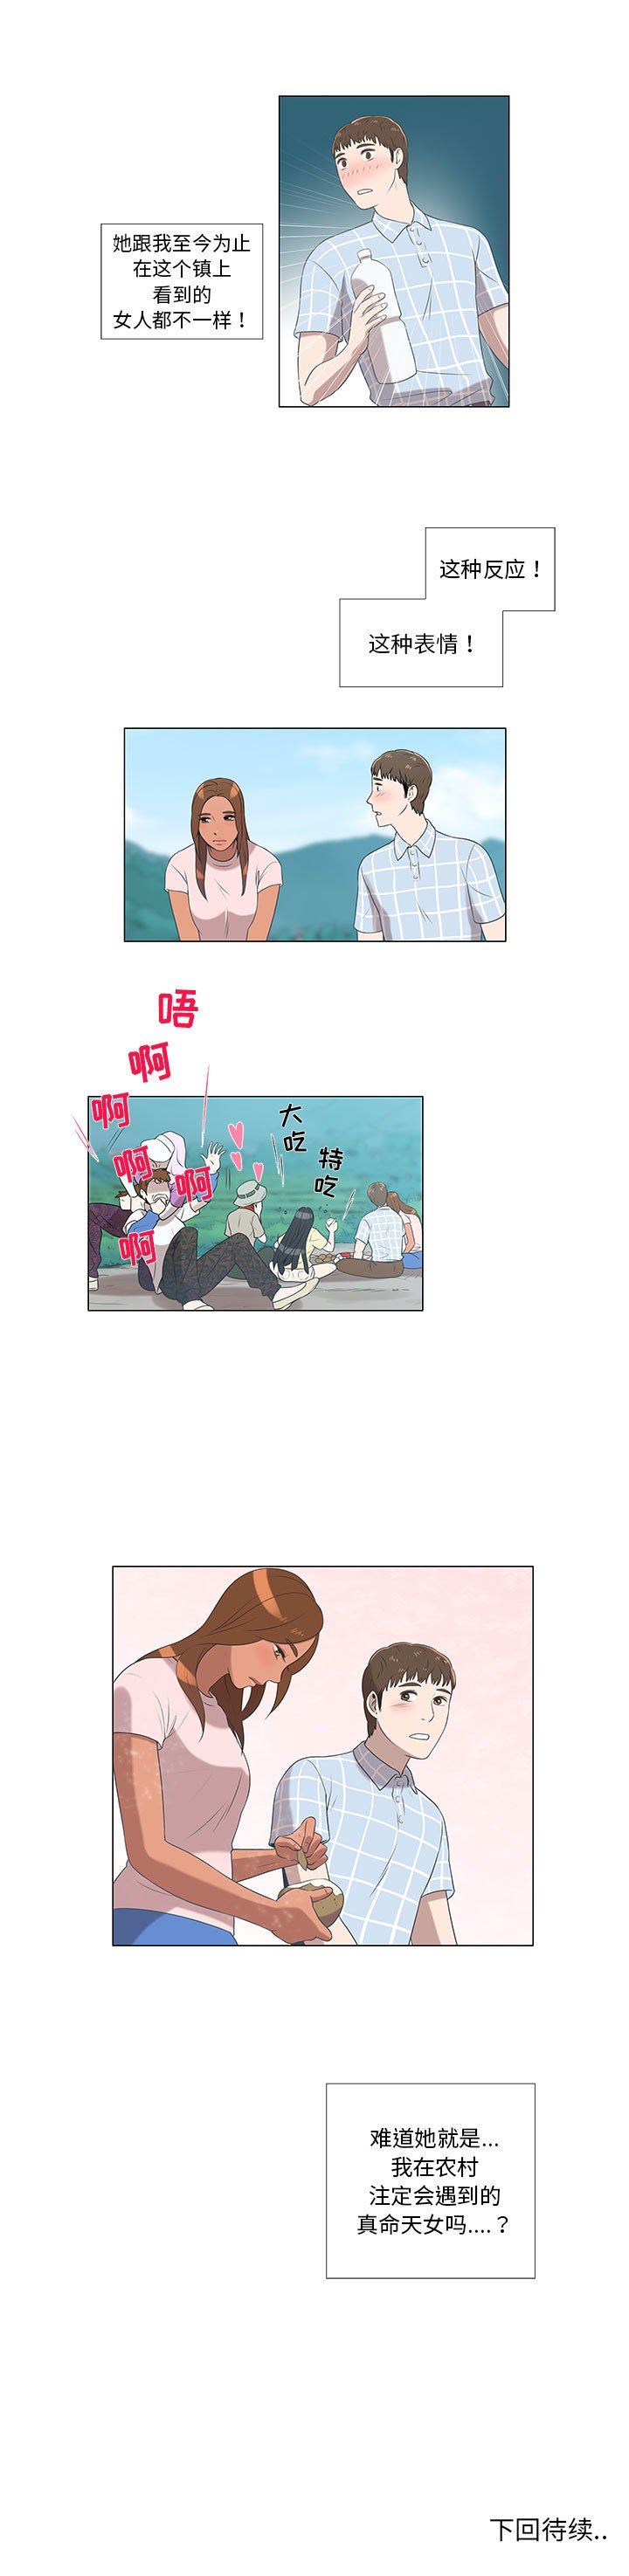 她跟我至今为止
在这个镇上
看到的
女人都不一样！
这种反应！
这种表情！
唔
啊
啊
啊
啊
啊
大吃
特吃
难道她就是...
我在农村
注定会遇到的
真命天女吗....？
下回待续..